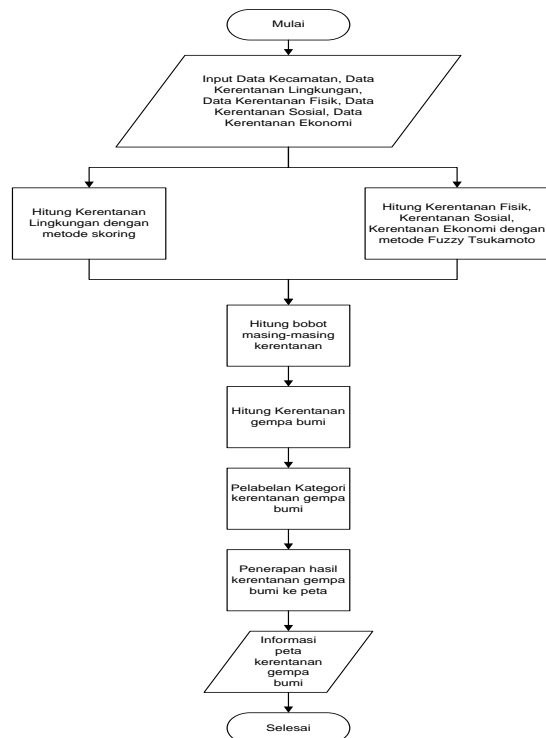 Mulai
Input Data Kecamatan, Data
Kerentanan Lingkungan,
Data Kerentanan Fisik, Data
Kerentanan Sosial, Data
Kerentanan Ekonomi
Hitung Kerentanan
Lingkungan dengan
metode skoring
Hitung Kerentanan Fisik,
Kerentanan Sosial,
Kerentanan Ekonomi dengan
metode Fuzzy Tsukamoto
Hitung bobot
masing-masing
kerentanan
Hitung Kerentanan
gempa bumi
Pelabelan Kategori
kerentanan gempa
bumi
Penerapan hasil
kerentanan gempa
bumi ke peta
Informasi
peta
kerentanan
gempa
bumi
Selesai